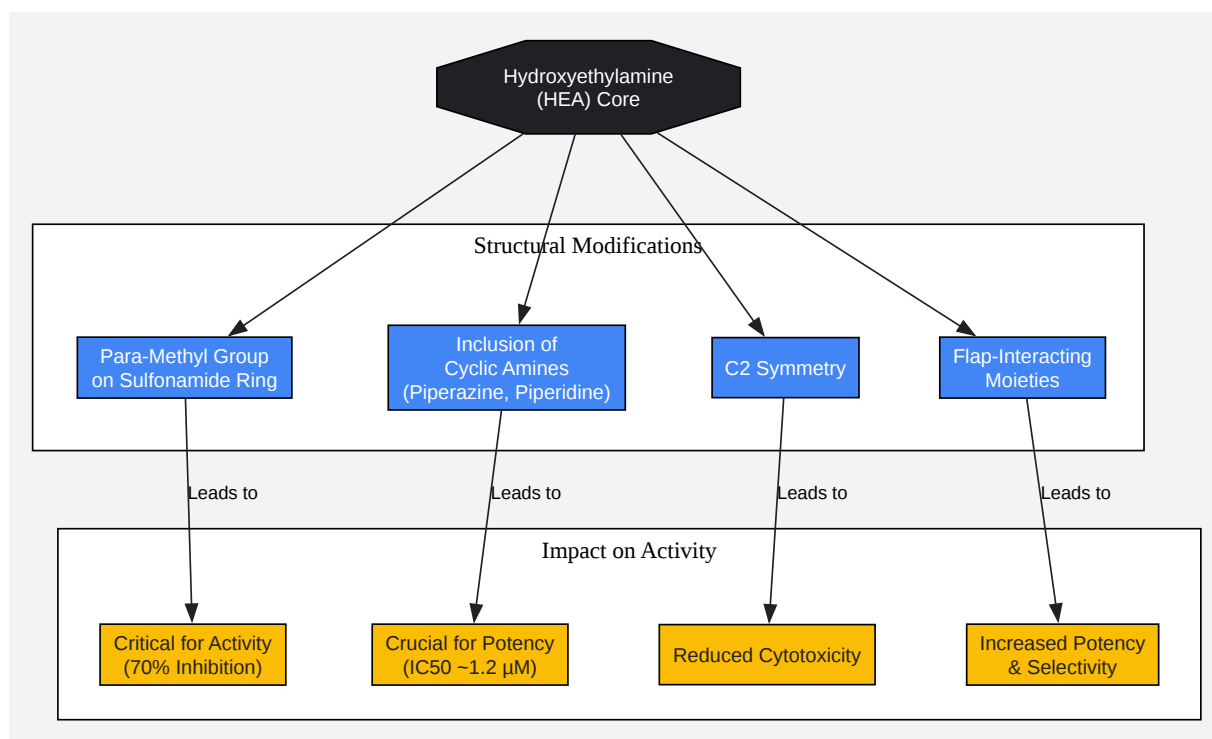 Hydroxyethylamine
(HEA) Core
Structural Modifications
Para-Methyl Group
on Sulfonamide Ring
Inclusion of
Cyclic Amines
(Piperazine, Piperidine)
C2 Symmetry
Flap-Interacting
Moieties
Leads to
Leads to
Leads to
Leads to
Impact on Activity
Critical for Activity
(70% Inhibition)
Crucial for Potency
(IC50 ~1.2 µM)
Reduced Cytotoxicity
Increased Potency
& Selectivity